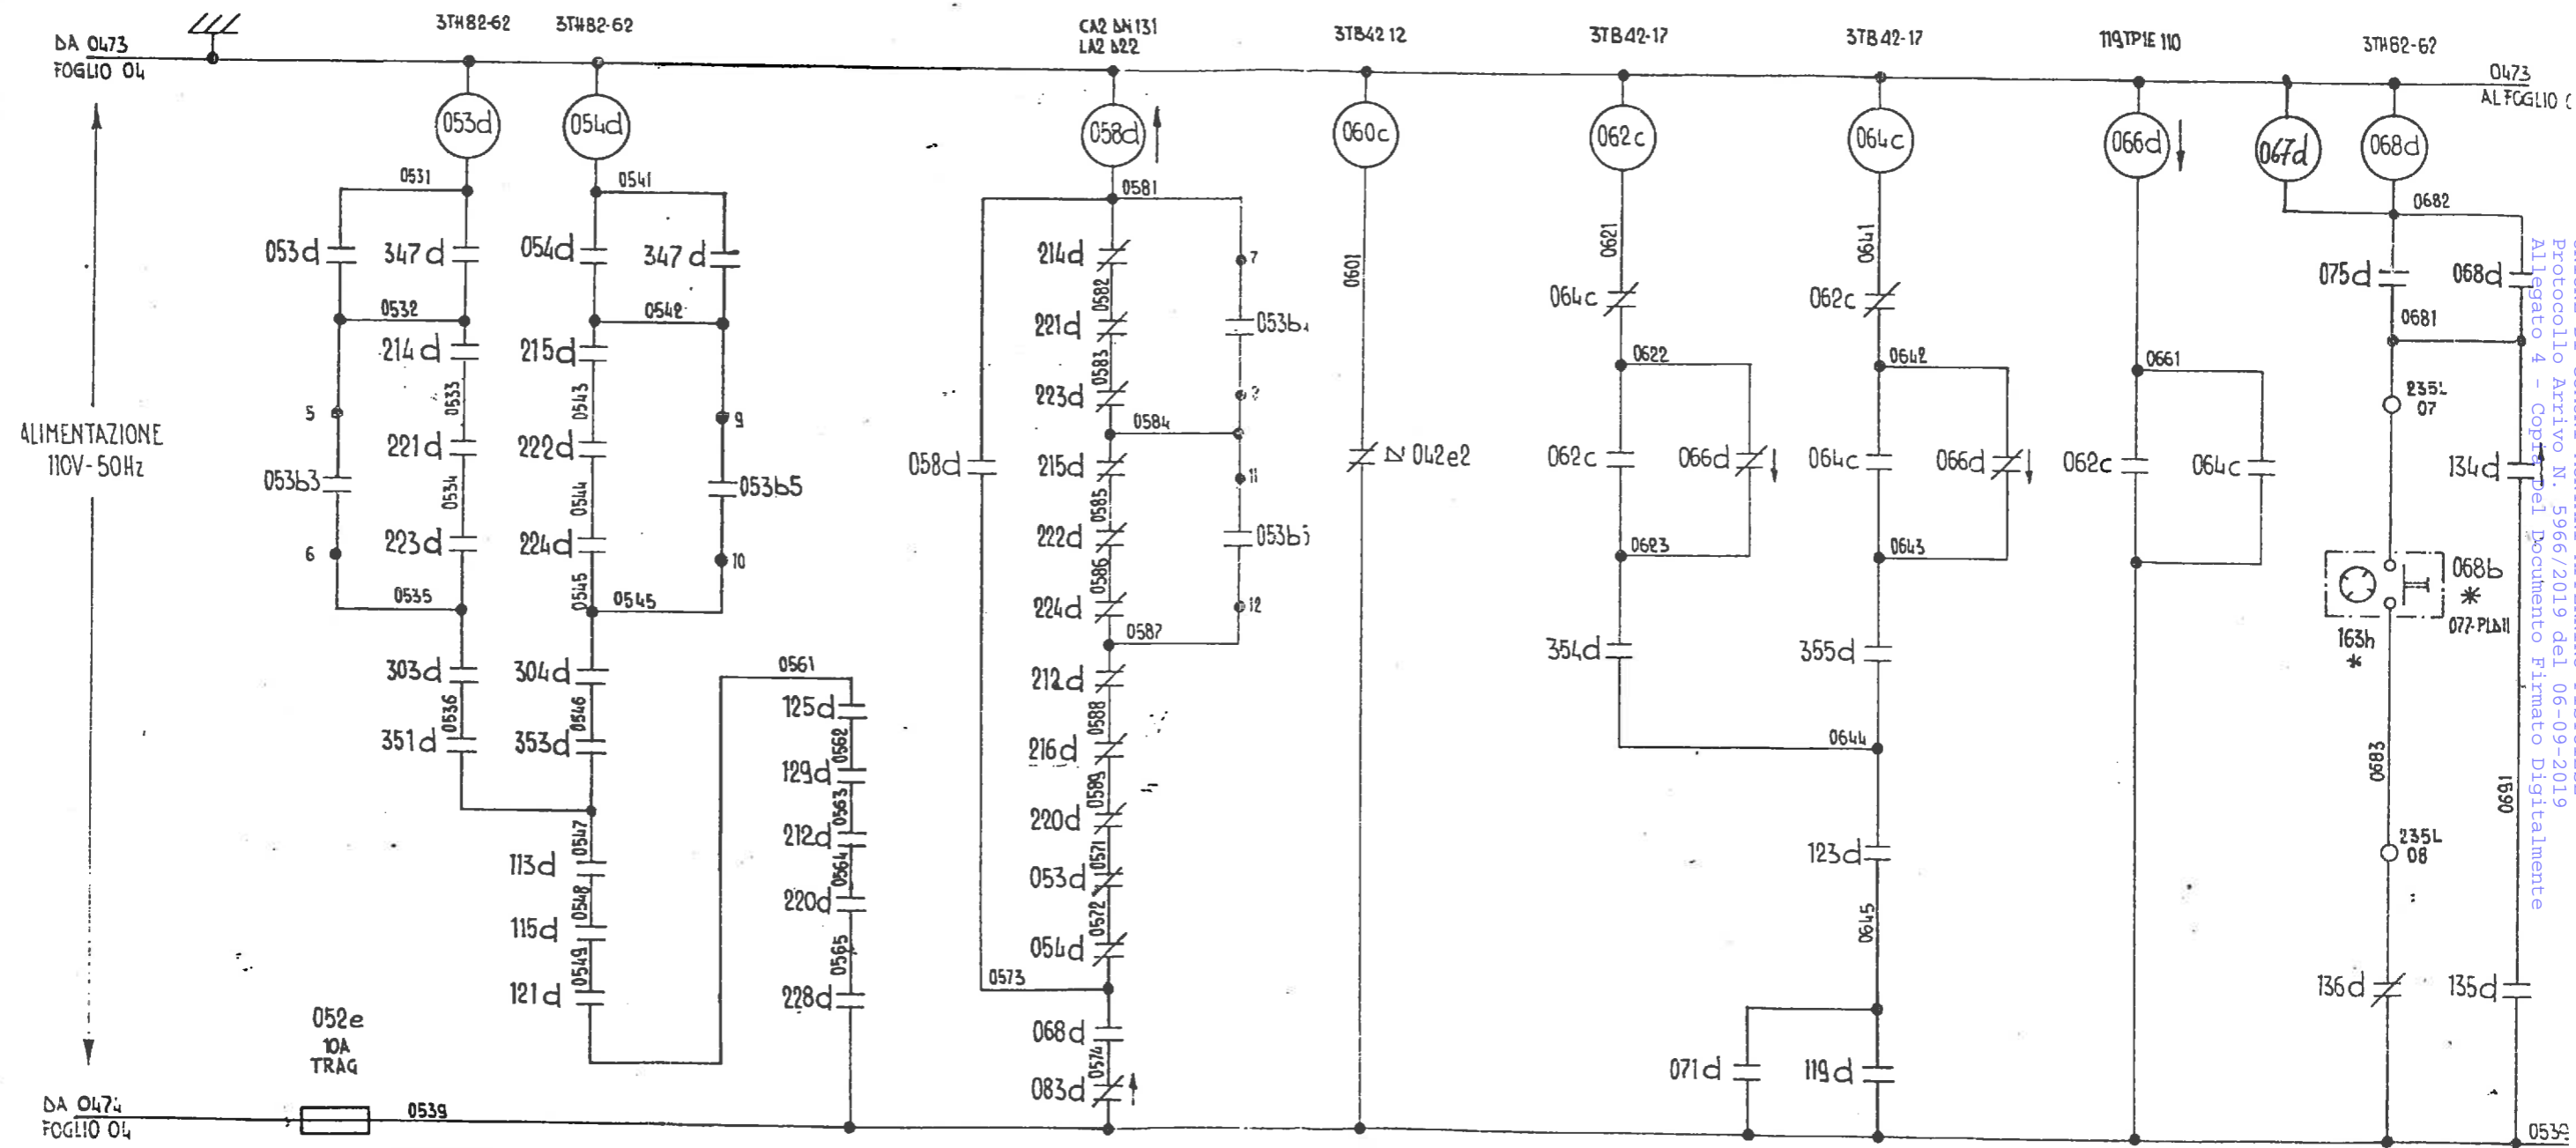 DA 0473
FOGLIO 04
3TH82-62
3TH82-62
CA2 DN131
LA2 D22
3TB42 12
3TB42-17
3TB42-17
119TP1E 110
3TH82-62
0473
AL FOGLIO
053d
054d
058d
060c
062c
064c
066d
067d
068d
ALIMENTAZIONE
110V-50Hz
0531
053d
347d
0532
214d
0533
5
221d
053b3
0534
6
223d
0535
303d
0536
351d
0541
054d
347d
0542
215d
0543
9
222d
0544
053b5
224d
10
0545
0545
304d
0546
353d
0547
113d
0548
115d
0549
121d
0561
125d
0562
129d
0563
212d
0564
220d
0565
228d
0581
214d
7
0582
221d
0583
223d
0584
058d
215d
11
0585
222d
0586
224d
12
0587
212d
0588
216d
0589
220d
0571
053d
0572
054d
0573
068d
0574
083d
0601
042e2
0621
064c
0622
062c
066d
0623
354d
0641
062c
0642
064c
066d
0643
355d
0644
123d
0645
071d
119d
0661
062c
064c
0682
075d
068d
0681
235L
07
134d
068b
*
077-PLD11
163h
*
0683
0691
235L
08
136d
135d
052e
10A
TRAG
DA 0474
FOGLIO 04
0539
Protocollo Arrivo N. 5966/2019 del 06-09-2019
Allegato 4 - Copia Del Documento Firmato Digitalmente